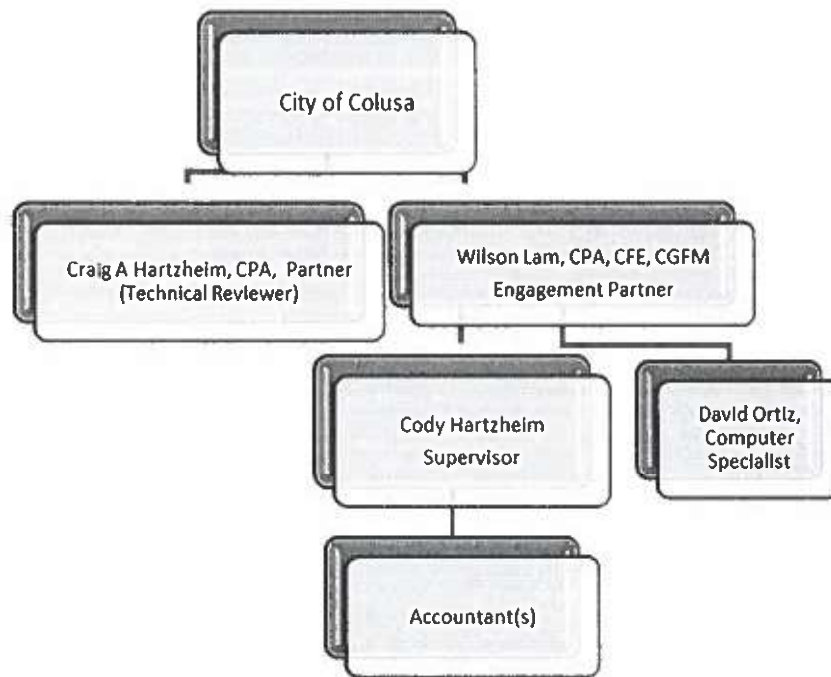 City of Colusa
Craig A Hartzheim, CPA, Partner
(Technical Reviewer)
Wilson Lam, CPA, CFE, CGFM
Engagement Partner
Cody Hartzheim
Supervisor
David Ortiz,
Computer
Specialist
Accountant(s)